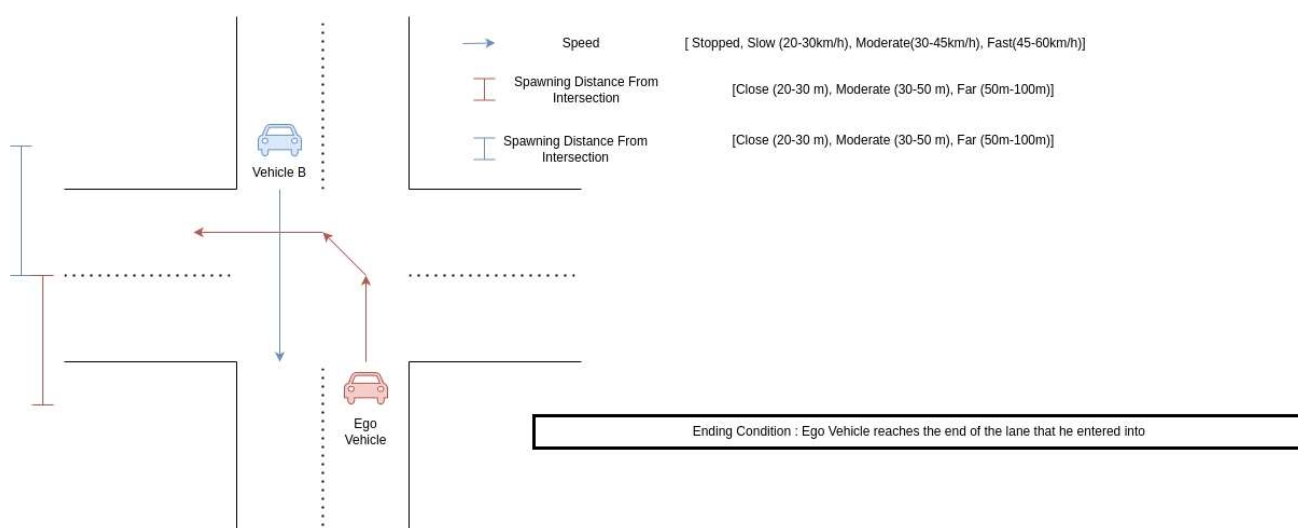 Speed
[ Stopped, Slow (20-30km/h), Moderate(30-45km/h), Fast(45-60km/h)]
Spawning Distance From
Intersection
[Close (20-30 m), Moderate (30-50 m), Far (50m-100m)]
Spawning Distance From
Intersection
[Close (20-30 m), Moderate (30-50 m), Far (50m-100m)]
Vehicle B
Ego
Vehicle
Ending Condition : Ego Vehicle reaches the end of the lane that he entered into